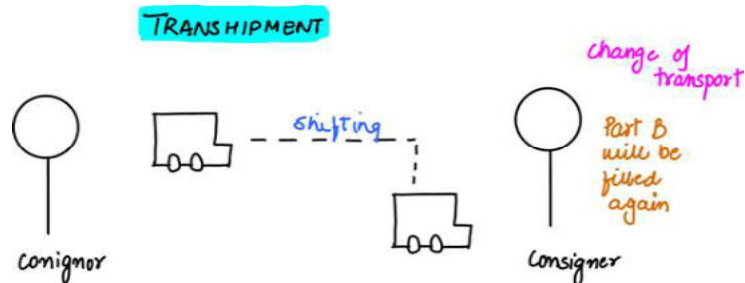 TRANSHIPMENT
change of
transport
shifting
Part B
will be
filled
again
conignor
consigner